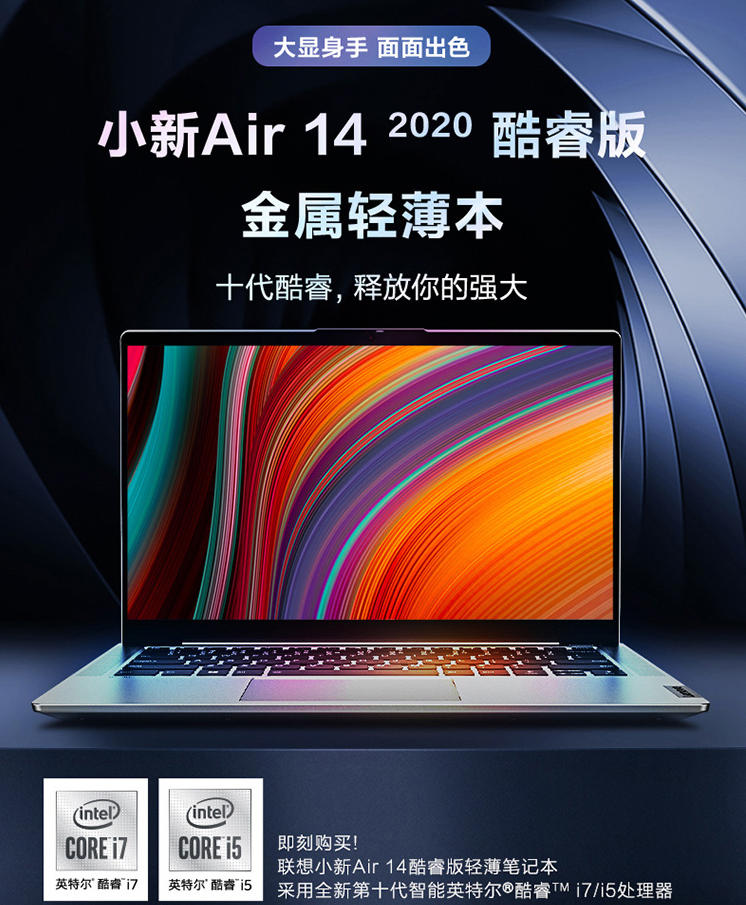 大显身手 面面出色
小新Air 14 2020 酷睿版
金属轻薄本
十代酷睿，释放你的强大
intel
CORE i7
英特尔® 酷睿™ i7
intel
CORE i5
英特尔® 酷睿™ i5
即刻购买！
联想小新Air 14酷睿版轻薄笔记本
采用全新第十代智能英特尔®酷睿™ i7/i5处理器